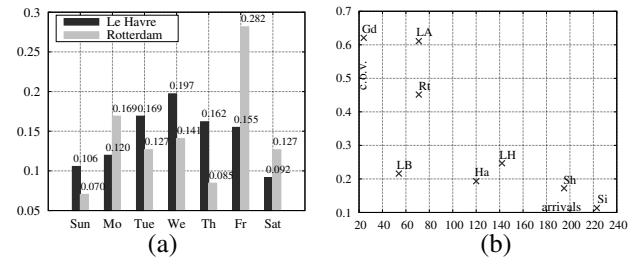 0.3
0.25
0.2
0.15
0.1
0.05
Le Havre
Rotterdam
0.106
0.070
0.120
0.169
0.169
0.127
0.197
0.141
0.162
0.085
0.155
0.282
0.092
0.127
Sun Mo Tue We Th Fr Sat
(a)
0.7
0.6
0.5
0.4
0.3
0.2
0.1
c.o.v.
Gd
LA
Rt
LB
Ha
LH
Sh
Si
arrivals
20 40 60 80 100 120 140 160 180 200 220 240
(b)